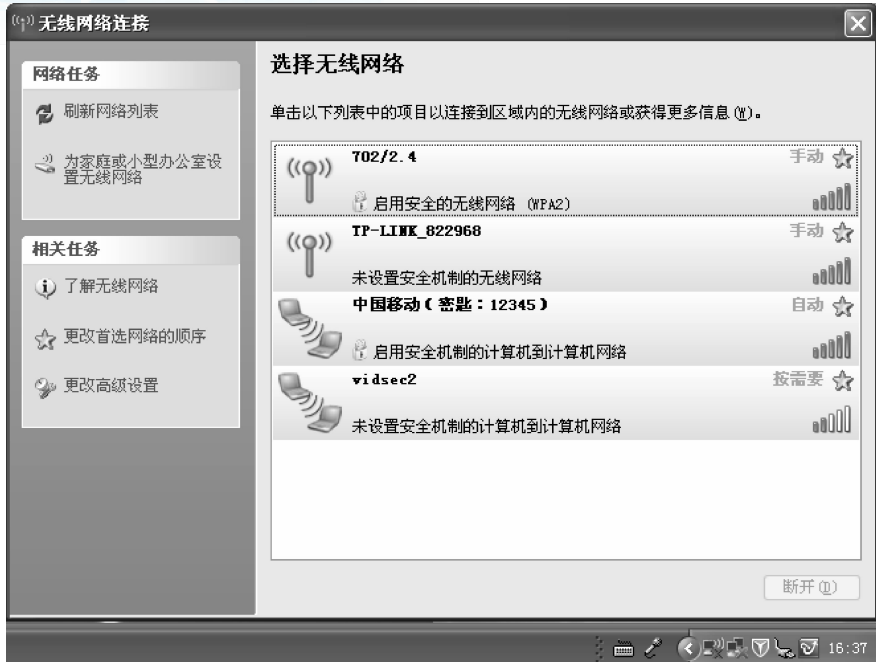 无线网络连接
网络任务
刷新网络列表
为家庭或小型办公室设
置无线网络
相关任务
了解无线网络
更改首选网络的顺序
更改高级设置
选择无线网络
单击以下列表中的项目以连接到区域内的无线网络或获得更多信息(W)。
702/2.4
手动
启用安全的无线网络 (WPA2)
TP-LINK_822968
手动
未设置安全机制的无线网络
中国移动(密匙：12345)
自动
启用安全机制的计算机到计算机网络
vidsec2
按需要
未设置安全机制的计算机到计算机网络
断开(D)
16:37